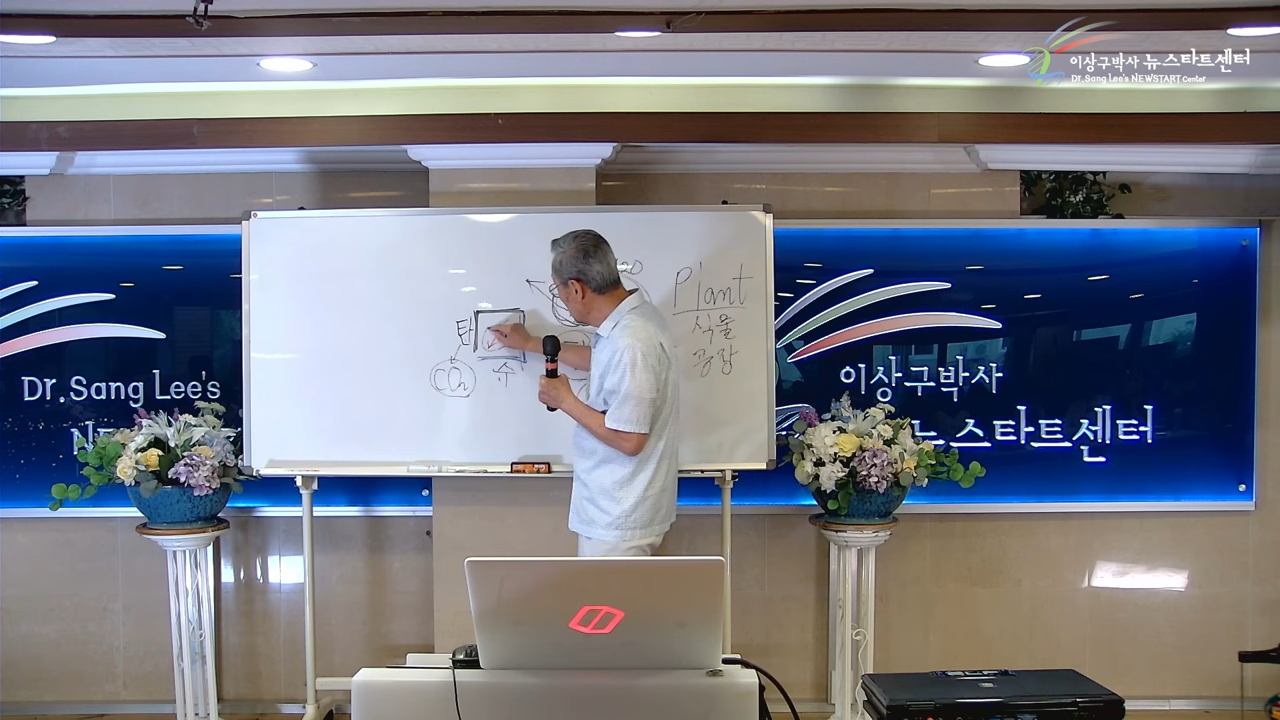 이상구박사 뉴스타트센터
Dr.Sang Lee's NEWSTART Center
Plant
식물
공장
탄
수
CO₂
Dr.Sang Lee's
이상구박사
뉴스타트센터